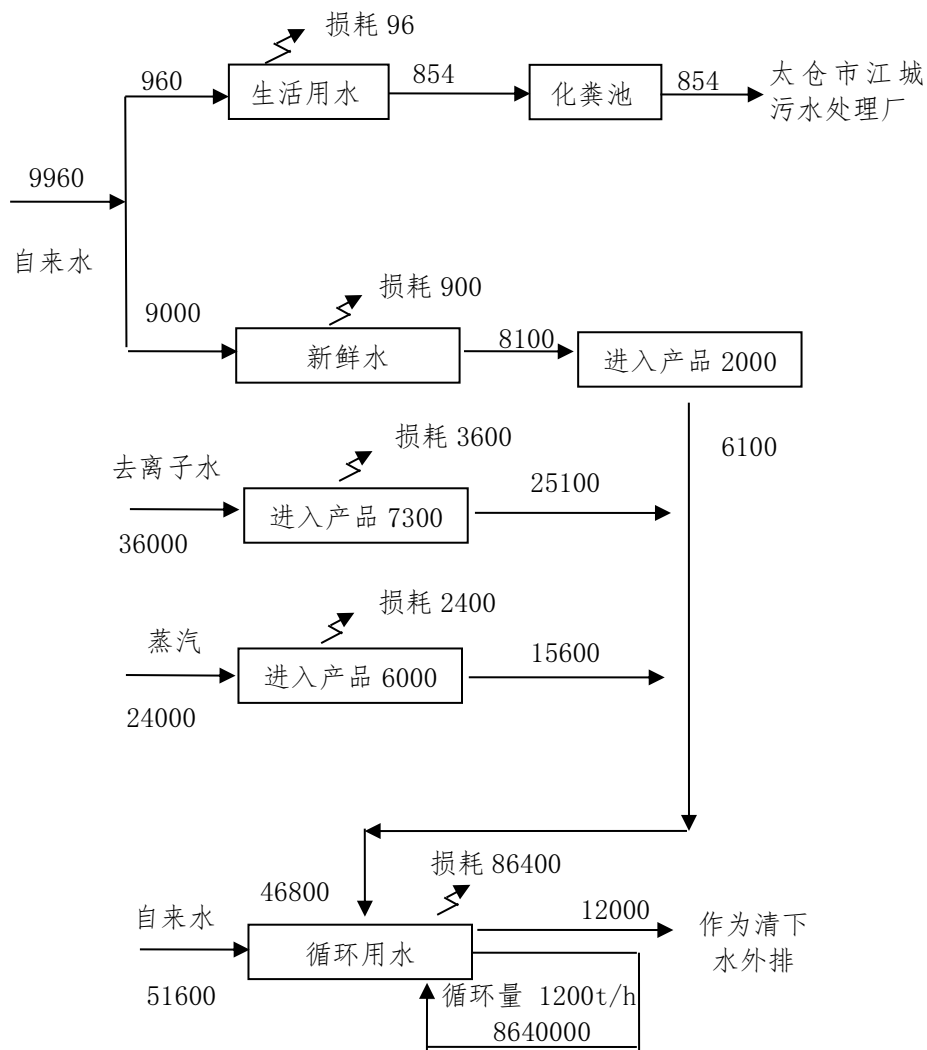 损耗 96
960
生活用水
854
化粪池
854
太仓市江城
污水处理厂
9960
自来水
损耗 900
9000
新鲜水
8100
进入产品 2000
6100
损耗 3600
去离子水
进入产品 7300
25100
36000
损耗 2400
蒸汽
进入产品 6000
15600
24000
46800
损耗 86400
自来水
循环用水
12000
作为清下
水外排
51600
循环量 1200t/h
8640000